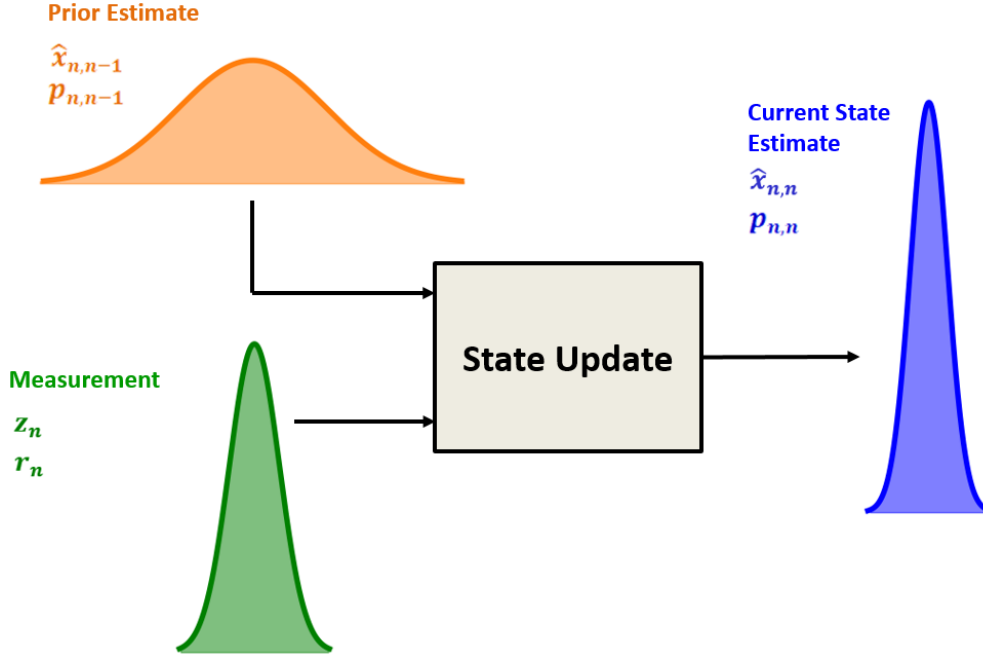 Prior Estimate
x̂ₙ,ₙ₋₁
pₙ,ₙ₋₁
Current State
Estimate
x̂ₙ,ₙ
pₙ,ₙ
State Update
Measurement
zₙ
rₙ